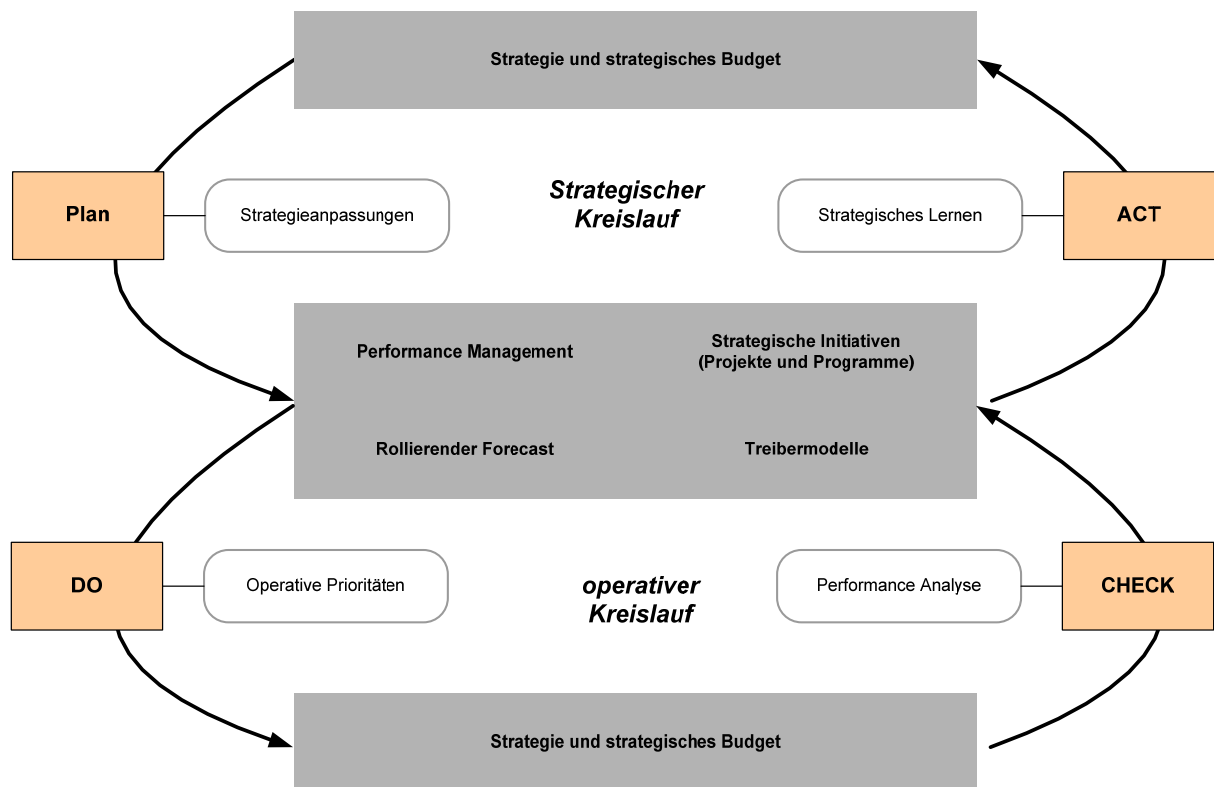 Strategie und strategisches Budget
Plan
Strategieanpassungen
Strategischer
Kreislauf
Strategisches Lernen
ACT
Performance Management
Strategische Initiativen
(Projekte und Programme)
Rollierender Forecast
Treibermodelle
DO
Operative Prioritäten
operativer
Kreislauf
Performance Analyse
CHECK
Strategie und strategisches Budget